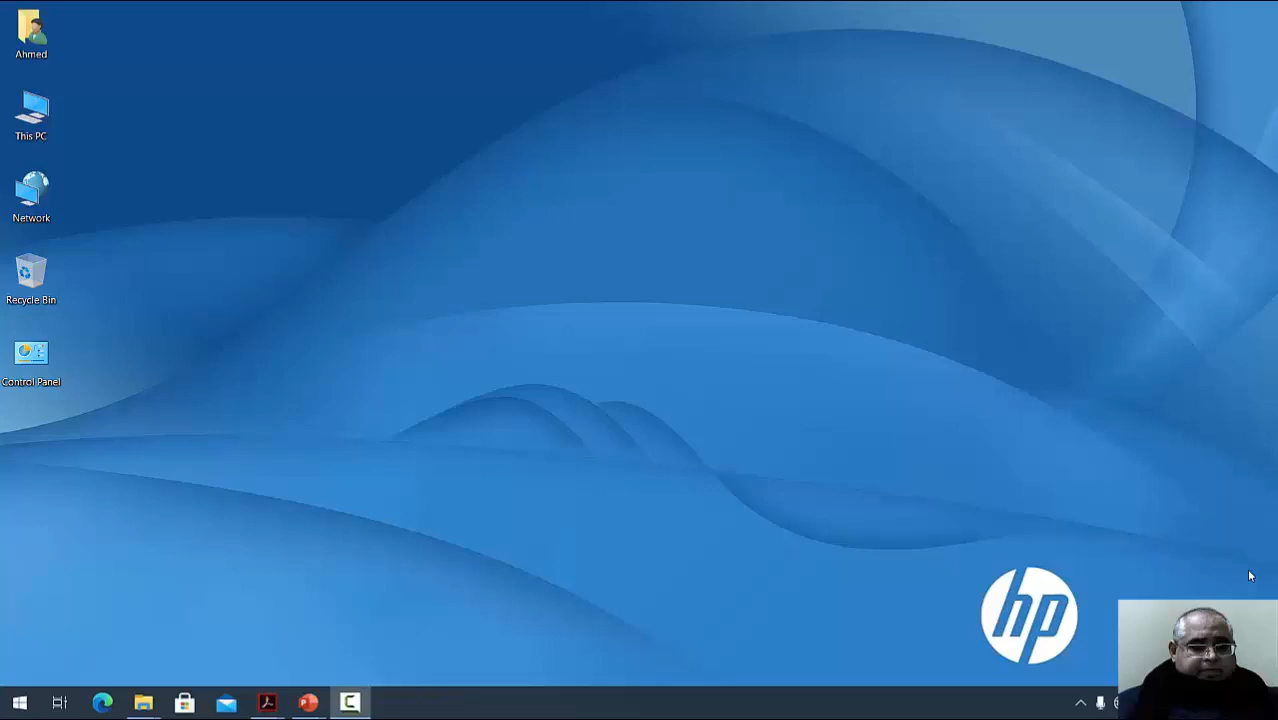 Ahmed
This PC
Network
Recycle Bin
Control Panel
hp